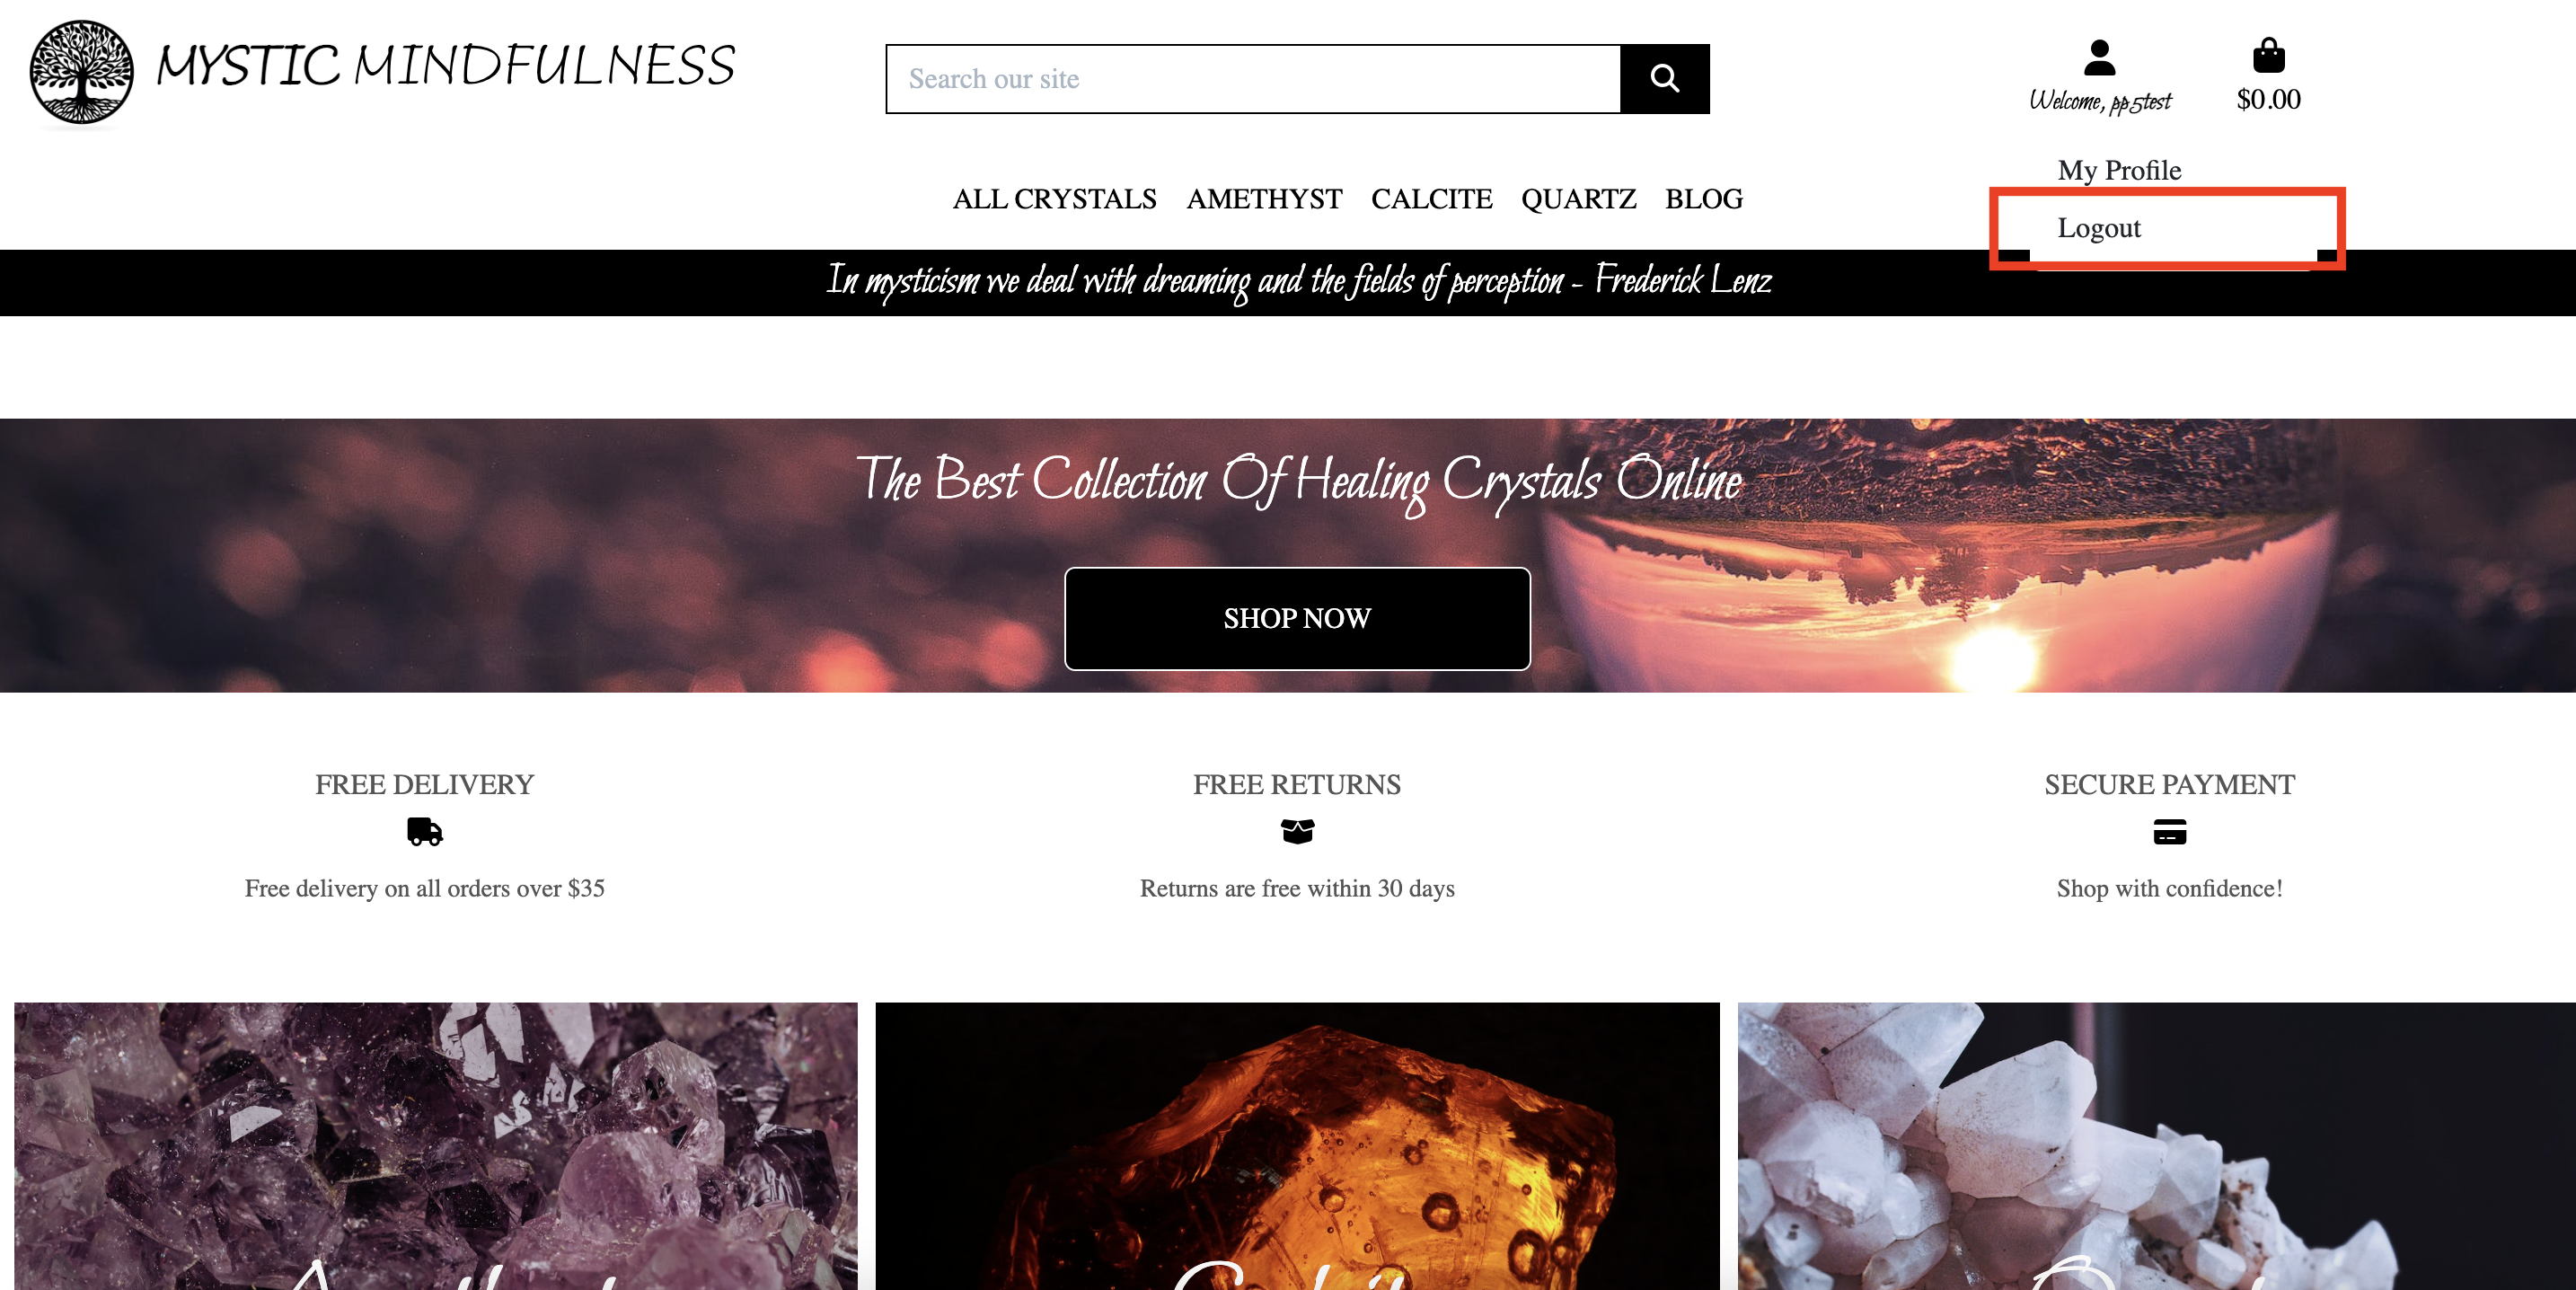 MYSTIC MINDFULNESS
Search our site
Welcome, pp5test
$0.00
My Profile
Logout
ALL CRYSTALS AMETHYST CALCITE QUARTZ BLOG
In mysticism we deal with dreaming and the fields of perception - Frederick Lenz
The Best Collection Of Healing Crystals Online
SHOP NOW
FREE DELIVERY
Free delivery on all orders over $35
FREE RETURNS
Returns are free within 30 days
SECURE PAYMENT
Shop with confidence!